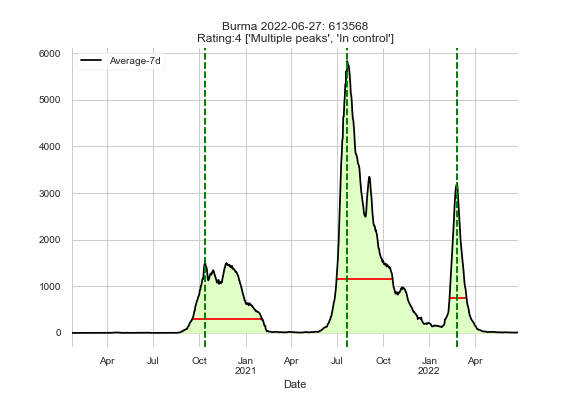 Burma 2022-06-27: 613568
Rating:4 ['Multiple peaks', 'In control']
Average-7d
6000
5000
4000
3000
2000
1000
0
Apr Jul Oct Jan Apr Jul Oct Jan Apr
2021 2022
Date